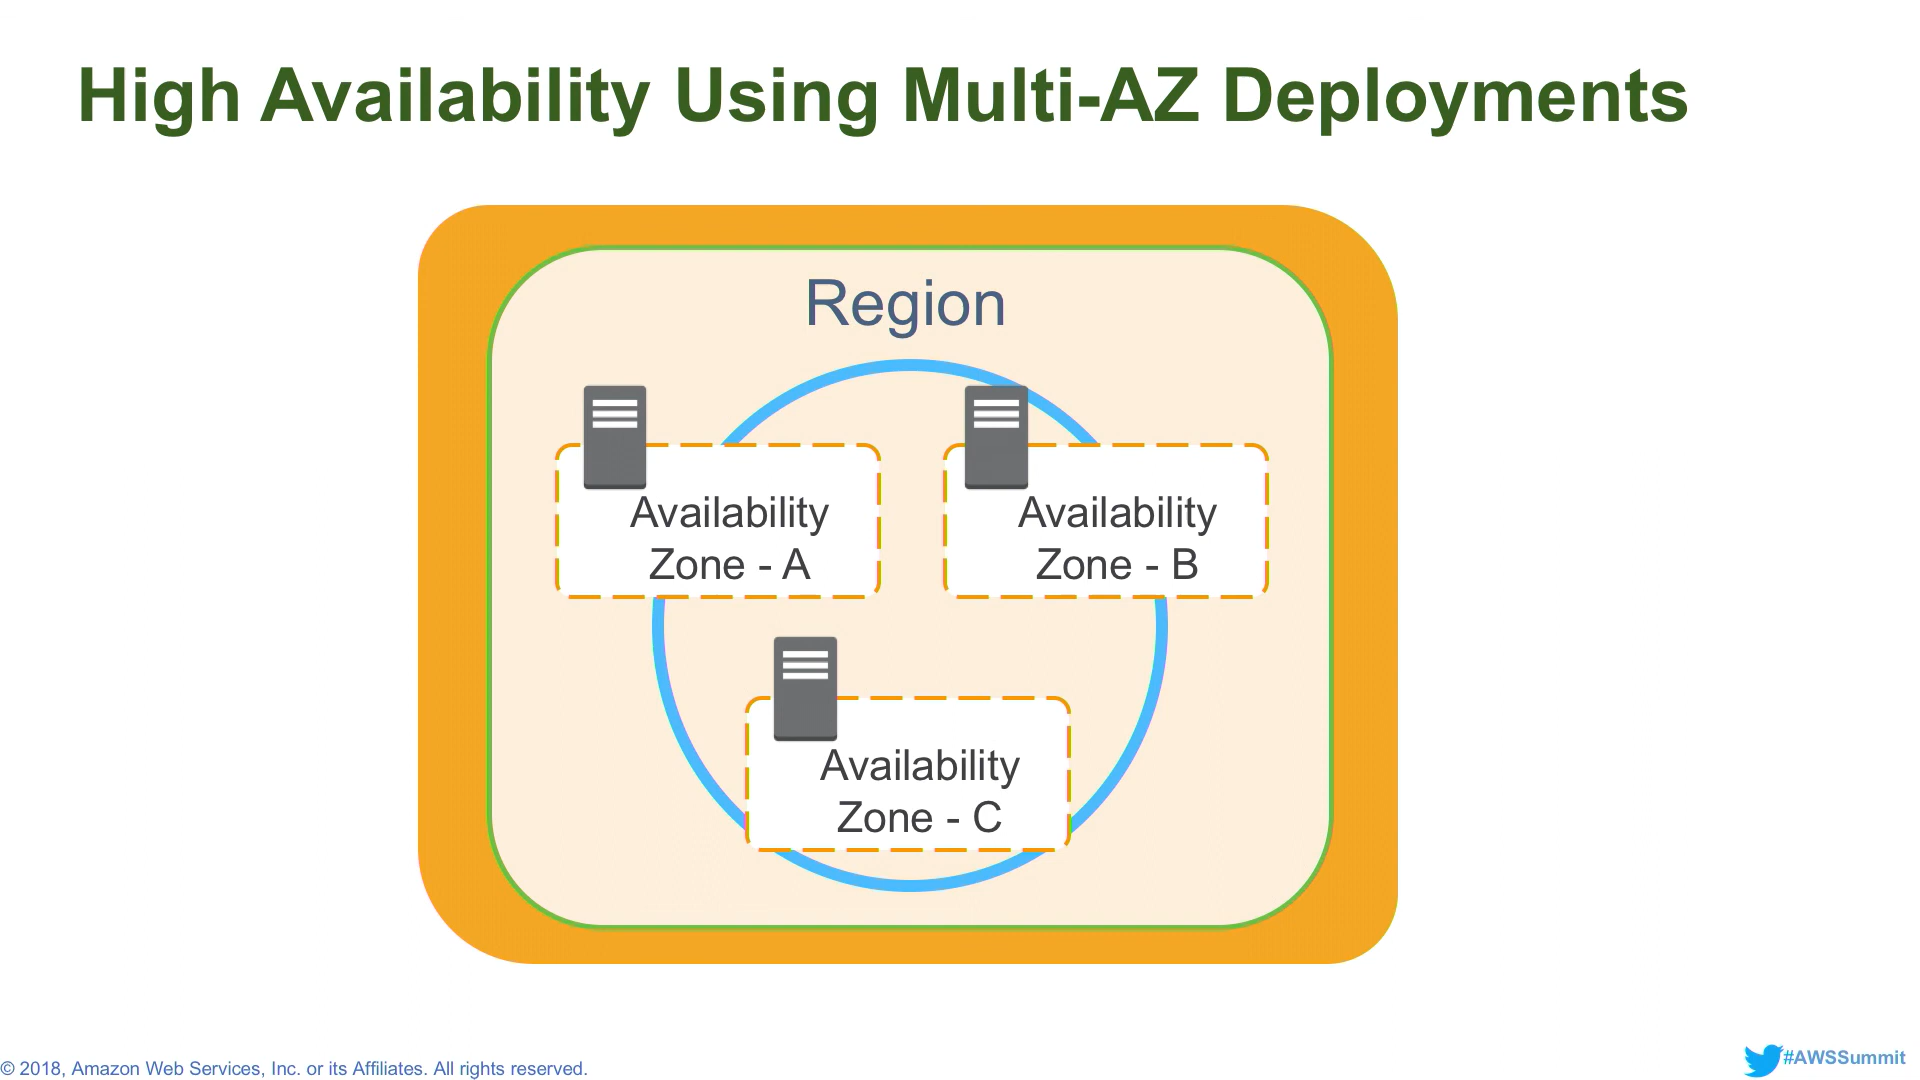 High Availability Using Multi-AZ Deployments
Region
Availability
Zone - A
Availability
Zone - B
Availability
Zone - C
© 2018, Amazon Web Services, Inc. or its Affiliates. All rights reserved.
#AWSSummit